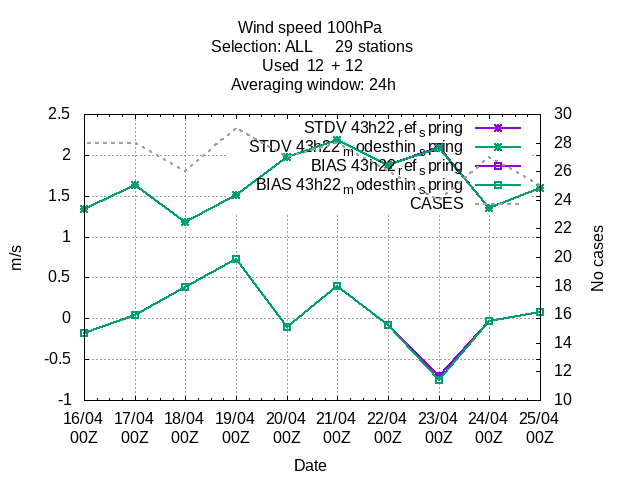 Wind speed 100hPa
Selection: ALL 29 stations
Used 12 + 12
Averaging window: 24h
2.5
2
1.5
1
0.5
0
-0.5
-1
m/s
30
28
26
24
22
20
18
16
14
12
10
No cases
STDV 43h22_ref_spring
STDV 43h22_modesthin_spring
BIAS 43h22_ref_spring
BIAS 43h22_modesthin_spring
CASES
16/04 17/04 18/04 19/04 20/04 21/04 22/04 23/04 24/04 25/04
00Z 00Z 00Z 00Z 00Z 00Z 00Z 00Z 00Z 00Z
Date